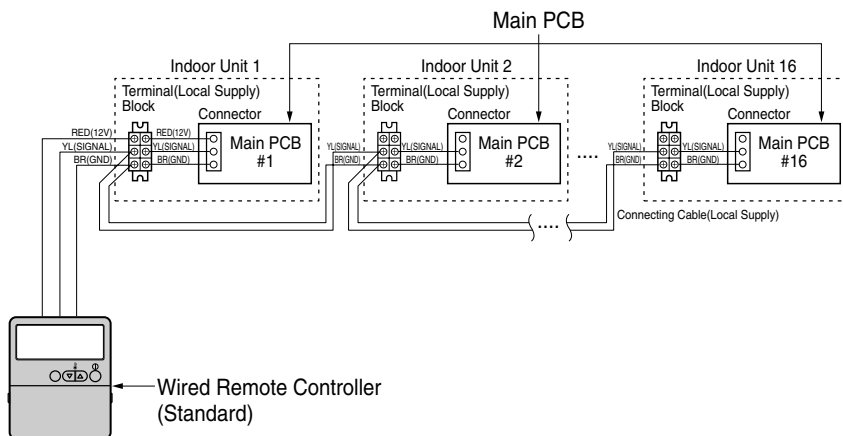 Main PCB
Indoor Unit 1
Indoor Unit 2
Indoor Unit 16
Terminal(Local Supply)
Block
Connector
Terminal(Local Supply)
Block
Connector
Terminal(Local Supply)
Block
Connector
RED(12V)
RED(12V)
YL(SIGNAL)
YL(SIGNAL)
BR(GND)
BR(GND)
Main PCB
#1
YL(SIGNAL)
YL(SIGNAL)
BR(GND)
BR(GND)
Main PCB
#2
....
YL(SIGNAL)
YL(SIGNAL)
BR(GND)
BR(GND)
Main PCB
#16
....
Connecting Cable(Local Supply)
Wired Remote Controller
(Standard)